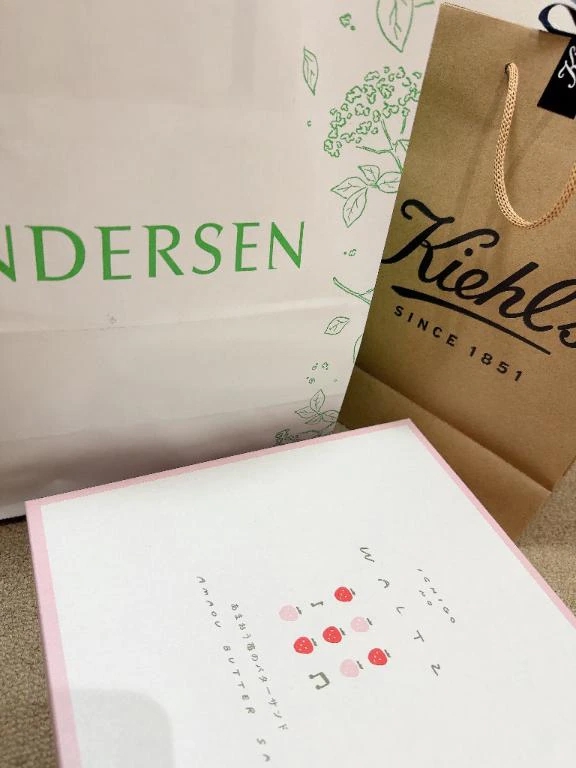 NDERSEN
Kiehl's
SINCE 1851
ICHIGO
NO
WALTZ
あまおう苺のバターサンド
AMAOU BUTTER SA